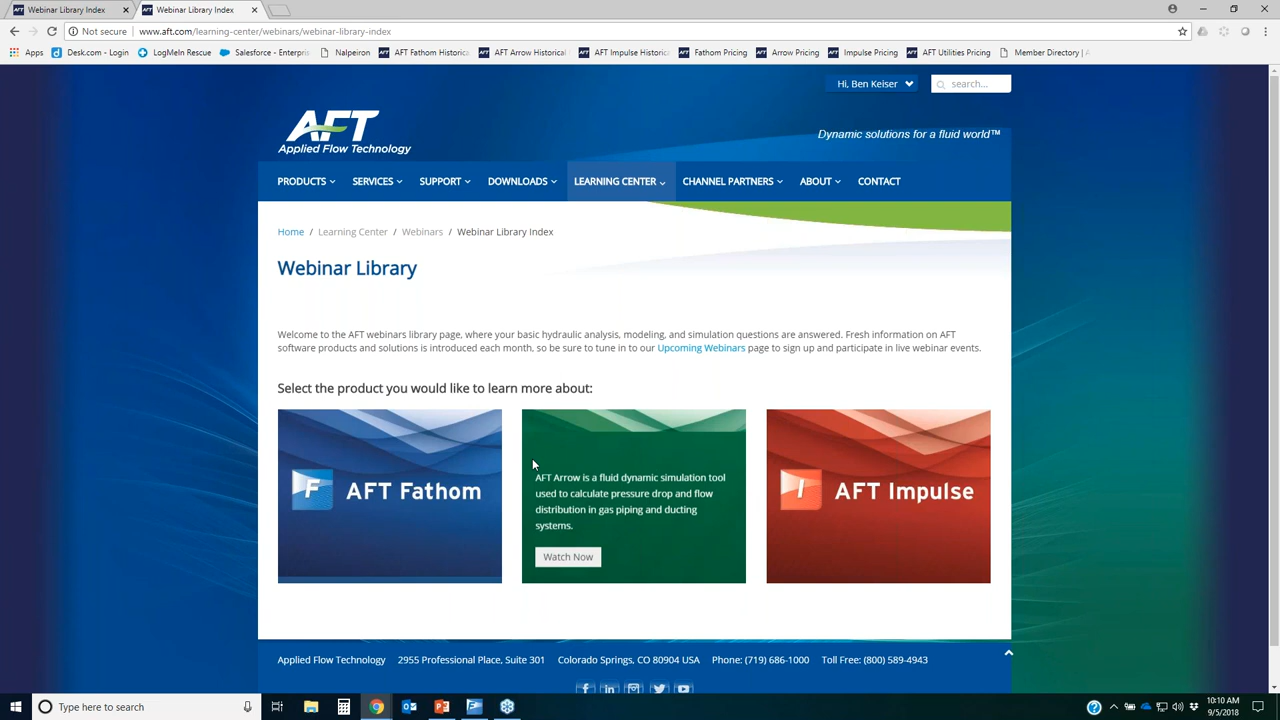 Webinar Library Index
Webinar Library Index
Not secure
www.aft.com/learning-center/webinars/webinar-library-index
Apps
Desk.com - Login
LogMeIn Rescue
Salesforce - Enterpris
Nalpeiron
AFT Fathom Historica
AFT Arrow Historical
AFT Impulse Historic
Fathom Pricing
Arrow Pricing
Impulse Pricing
AFT Utilities Pricing
Member Directory | A
Hi, Ben Keiser
search...
AFT
Applied Flow Technology
Dynamic solutions for a fluid world™
PRODUCTS
SERVICES
SUPPORT
DOWNLOADS
LEARNING CENTER
CHANNEL PARTNERS
ABOUT
CONTACT
Home / Learning Center / Webinars / Webinar Library Index
Webinar Library
Welcome to the AFT webinars library page, where your basic hydraulic analysis, modeling, and simulation questions are answered. Fresh information on AFT
software products and solutions is introduced each month, so be sure to tune in to our Upcoming Webinars page to sign up and participate in live webinar events.
Select the product you would like to learn more about:
F AFT Fathom
AFT Arrow is a fluid dynamic simulation tool
used to calculate pressure drop and flow
distribution in gas piping and ducting
systems.
Watch Now
I AFT Impulse
Applied Flow Technology 2955 Professional Place, Suite 301 Colorado Springs, CO 80904 USA Phone: (719) 686-1000 Toll Free: (800) 589-4943
Type here to search
10:10 AM
9/5/2018